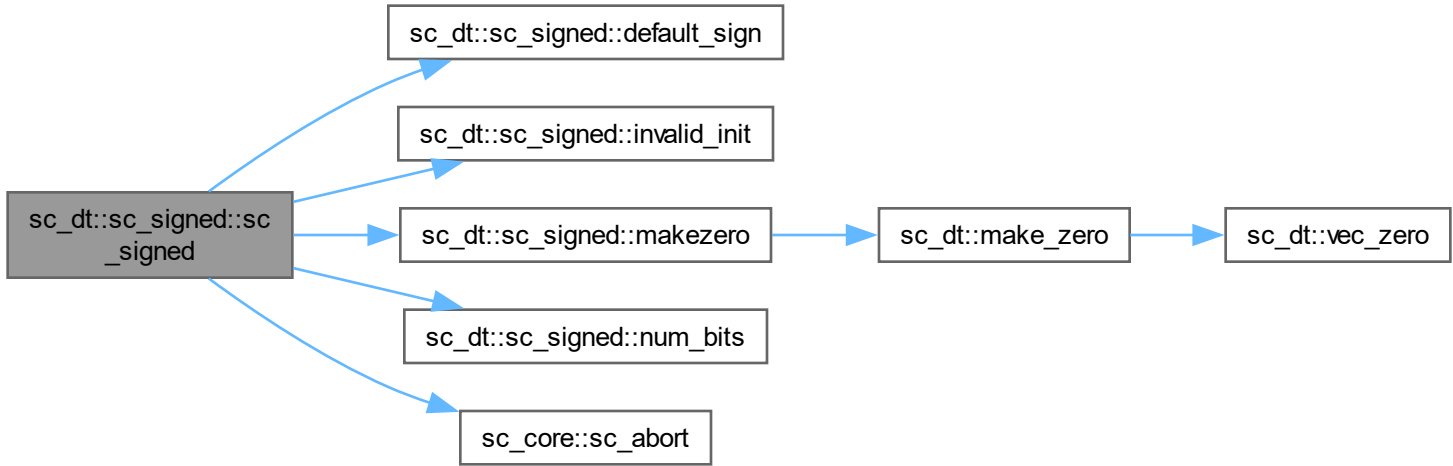 sc_dt::sc_signed::default_sign
sc_dt::sc_signed::invalid_init
sc_dt::sc_signed::sc
_signed
sc_dt::sc_signed::makezero
sc_dt::make_zero
sc_dt::vec_zero
sc_dt::sc_signed::num_bits
sc_core::sc_abort